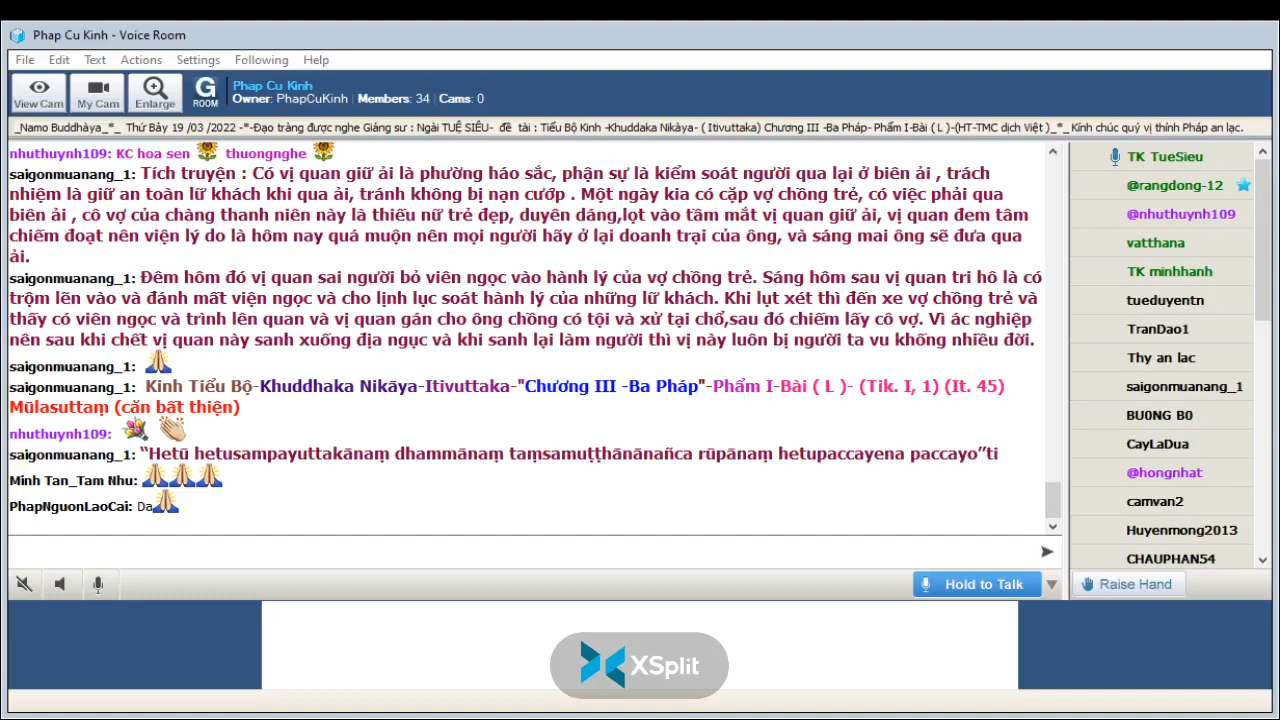 Phap Cu Kinh - Voice Room
File Edit Text Actions Settings Following Help
View Cam My Cam Enlarge G ROOM
Phap Cu Kinh
Owner: PhapCuKinh | Members: 34 | Cams: 0
_Namo Buddhàya_*_ Thứ Bảy 19 /03 /2022 -*-Đạo tràng được nghe Giảng sư : Ngài TUỆ SIÊU- đề tài : Tiểu Bộ Kinh -Khuddaka Nikàya- ( Itivuttaka) Chương III -Ba Pháp- Phẩm I-Bài ( L )-(HT-TMC dịch Việt )_*_ Kính chúc quý vị thính Pháp an lạc.
nhuthuynh109: KC hoa sen thuongnghe
saigonmuanang_1: Tích truyện : Có vị quan giữ ải là phường háo sắc, phận sự là kiểm soát người qua lại ở biên ải , trách
nhiệm là giữ an toàn lữ khách khi qua ải, tránh không bị nạn cướp . Một ngày kia có cặp vợ chồng trẻ, có việc phải qua
biên ải , cô vợ của chàng thanh niên này là thiếu nữ trẻ đẹp, duyên dáng,lọt vào tầm mắt vị quan giữ ải, vị quan đem tâm
chiếm đoạt nên viện lý do là hôm nay quá muộn nên mọi người hãy ở lại doanh trại của ông, và sáng mai ông sẽ đưa qua
ải.
saigonmuanang_1: Đêm hôm đó vị quan sai người bỏ viên ngọc vào hành lý của vợ chồng trẻ. Sáng hôm sau vị quan tri hô là có
trộm lẽn vào và đánh mất viện ngọc và cho lịnh lục soát hành lý của những lữ khách. Khi lụt xét thì đến xe vợ chồng trẻ và
thấy có viên ngọc và trình lên quan và vị quan gán cho ông chồng có tội và xử tại chổ,sau đó chiếm lấy cô vợ. Vì ác nghiệp
nên sau khi chết vị quan này sanh xuống địa ngục và khi sanh lại làm người thì vị này luôn bị người ta vu khống nhiều đời.
saigonmuanang_1:
saigonmuanang_1: Kinh Tiểu Bộ-Khuddhaka Nikāya-Itivuttaka-"Chương III -Ba Pháp"-Phẩm I-Bài ( L )- (Tik. I, 1) (It. 45)
Mūlasuttaṃ (căn bất thiện)
nhuthuynh109:
saigonmuanang_1: “Hetū hetusampayuttakānaṃ dhammānaṃ taṃsamuṭṭhānānañca rūpānaṃ hetupaccayena paccayo”ti
Minh Tan_Tam Nhu:
PhapNguonLaoCai: Da
TK TueSieu
@rangdong-12
@nhuthuynh109
vatthana
TK minhhanh
tueduyentn
TranDao1
Thy an lac
saigonmuanang_1
BU0NG B0
CayLaDua
@hongnhat
camvan2
Huyenmong2013
CHAUPHAN54
Hold to Talk
Raise Hand
XSplit